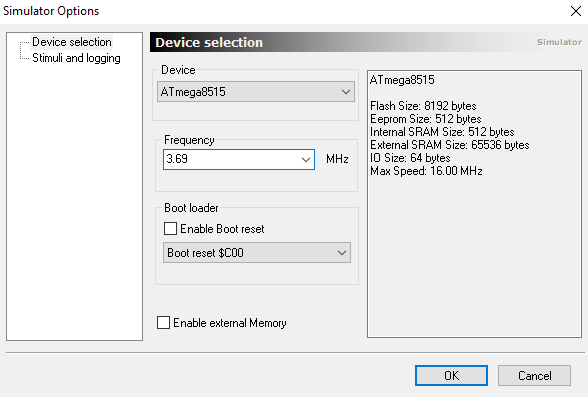 Simulator Options
Device selection
Stimuli and logging
Device selection
Simulator
Device
ATmega8515
Frequency
3.69
MHz
Boot loader
Enable Boot reset
Boot reset $C00
Enable external Memory
ATmega8515
Flash Size: 8192 bytes
Eeprom Size: 512 bytes
Internal SRAM Size: 512 bytes
External SRAM Size: 65536 bytes
IO Size: 64 bytes
Max Speed: 16.00 MHz
OK
Cancel